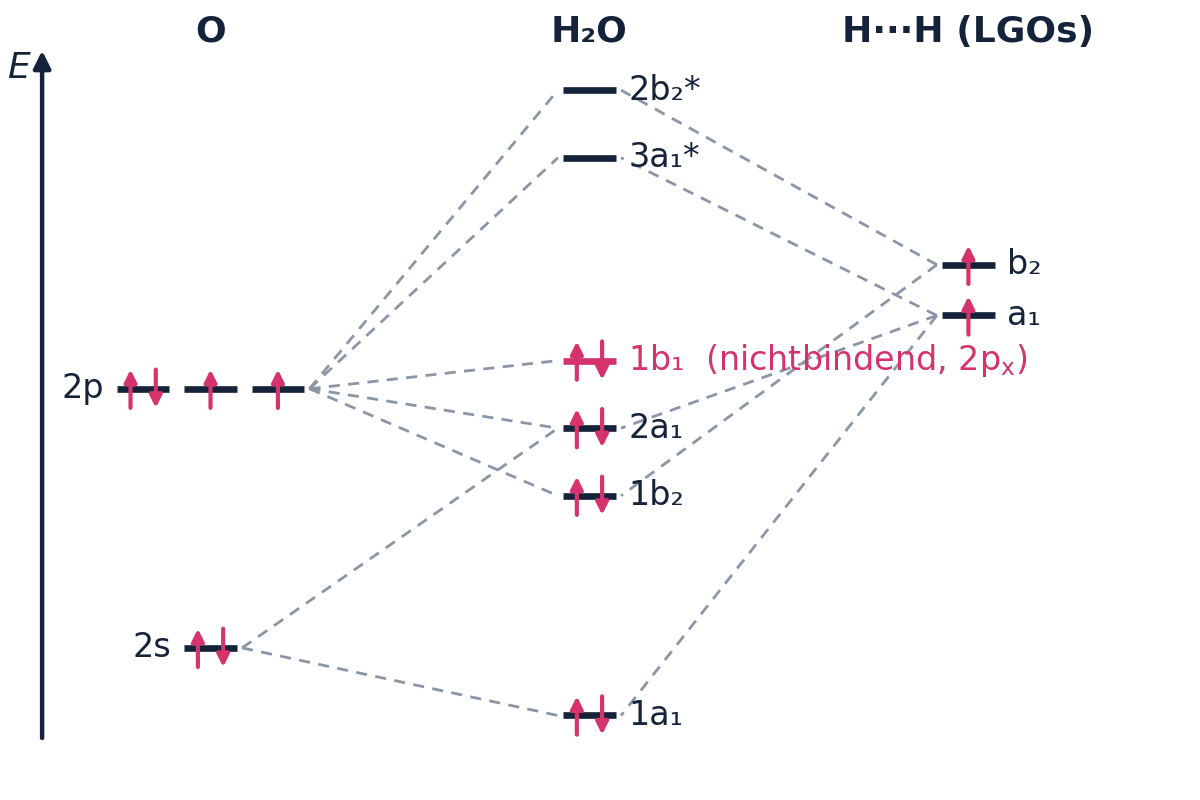 O H₂O H···H (LGOs)
E
2b₂*
3a₁*
b₂
a₁
1b₁ (nichtbindend, 2pₓ)
2p
2a₁
1b₂
2s
1a₁